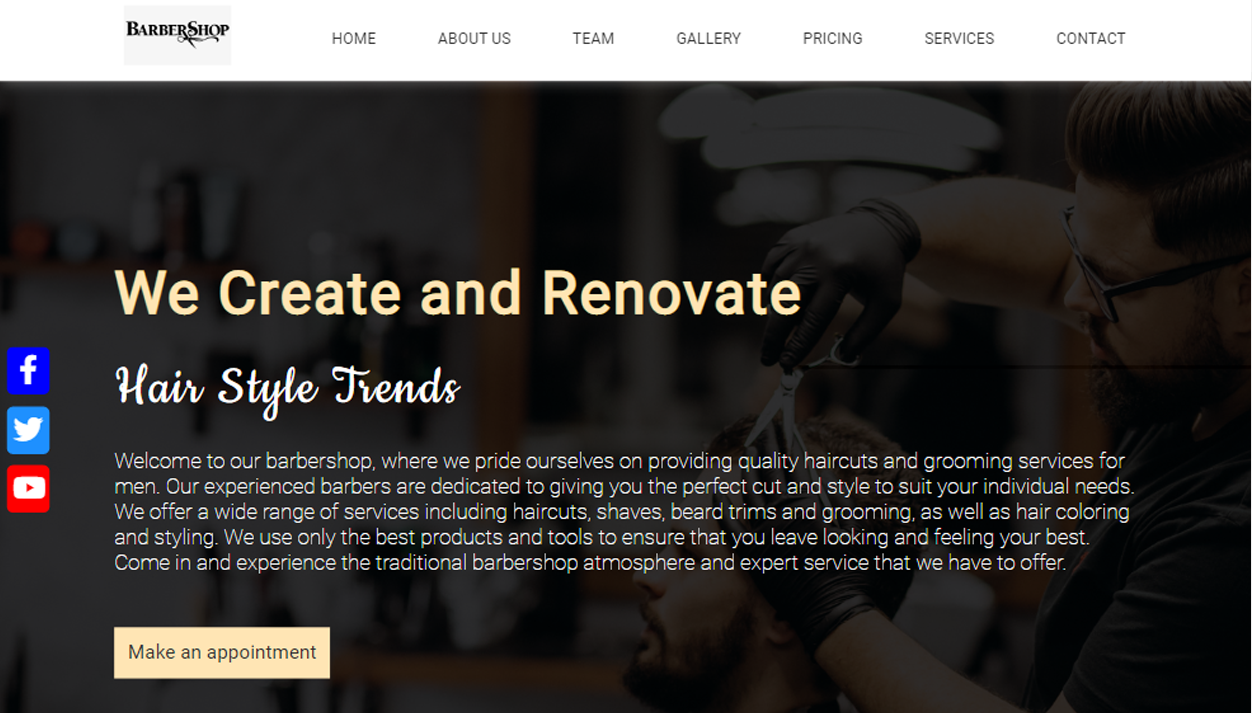 BARBERSHOP
HOME
ABOUT US
TEAM
GALLERY
PRICING
SERVICES
CONTACT
We Create and Renovate
Hair Style Trends
Welcome to our barbershop, where we pride ourselves on providing quality haircuts and grooming services for
men. Our experienced barbers are dedicated to giving you the perfect cut and style to suit your individual needs.
We offer a wide range of services including haircuts, shaves, beard trims and grooming, as well as hair coloring
and styling. We use only the best products and tools to ensure that you leave looking and feeling your best.
Come in and experience the traditional barbershop atmosphere and expert service that we have to offer.
Make an appointment